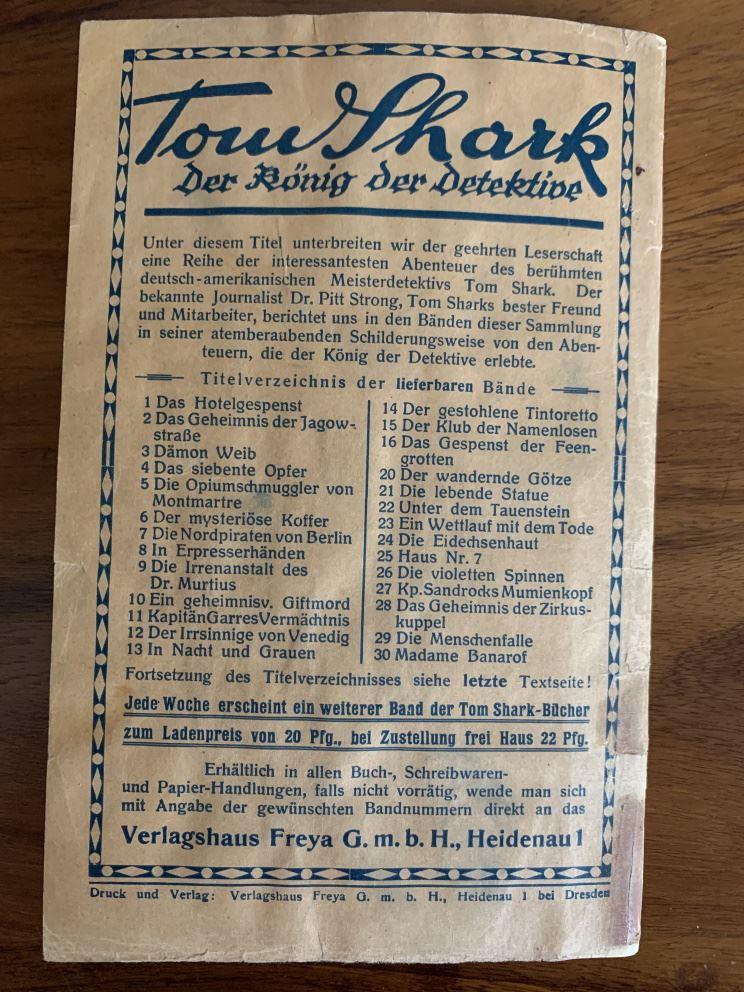 Tom Shark
Der König der Detektive
Unter diesem Titel unterbreiten wir der geehrten Leserschaft
eine Reihe der interessantesten Abenteuer des berühmten
deutsch-amerikanischen Meisterdetektivs Tom Shark. Der
bekannte Journalist Dr. Pitt Strong, Tom Sharks bester Freund
und Mitarbeiter, berichtet uns in den Bänden dieser Sammlung
in seiner atemberaubenden Schilderungsweise von den Aben-
teuern, die der König der Detektive erlebte.
Titelverzeichnis der lieferbaren Bände
1 Das Hotelgespenst
2 Das Geheimnis der Jagow-
straße
3 Dämon Weib
4 Das siebente Opfer
5 Die Opiumschmuggler von
Montmartre
6 Der mysteriöse Koffer
7 Die Nordpiraten von Berlin
8 In Erpresserhänden
9 Die Irrenanstalt des
Dr. Murtius
10 Ein geheimnisv. Giftmord
11 Kapitän Garres Vermächtnis
12 Der Irrsinnige von Venedig
13 In Nacht und Grauen
14 Der gestohlene Tintoretto
15 Der Klub der Namenlosen
16 Das Gespenst der Feen-
grotten
20 Der wandernde Götze
21 Die lebende Statue
22 Unter dem Tauenstein
23 Ein Wettlauf mit dem Tode
24 Die Eidechsenhaut
25 Haus Nr. 7
26 Die violetten Spinnen
27 Kp. Sandrocks Mumienkopf
28 Das Geheimnis der Zirkus-
kuppel
29 Die Menschenfalle
30 Madame Banarof
Fortsetzung des Titelverzeichnisses siehe letzte Textseite!
Jede Woche erscheint ein weiterer Band der Tom Shark-Bücher
zum Ladenpreis von 20 Pfg., bei Zustellung frei Haus 22 Pfg.
Erhältlich in allen Buch-, Schreibwaren-
und Papier-Handlungen, falls nicht vorrätig, wende man sich
mit Angabe der gewünschten Bandnummern direkt an das
Verlagshaus Freya G. m. b. H., Heidenau 1
Druck und Verlag: Verlagshaus Freya G. m. b. H., Heidenau 1 bei Dresden